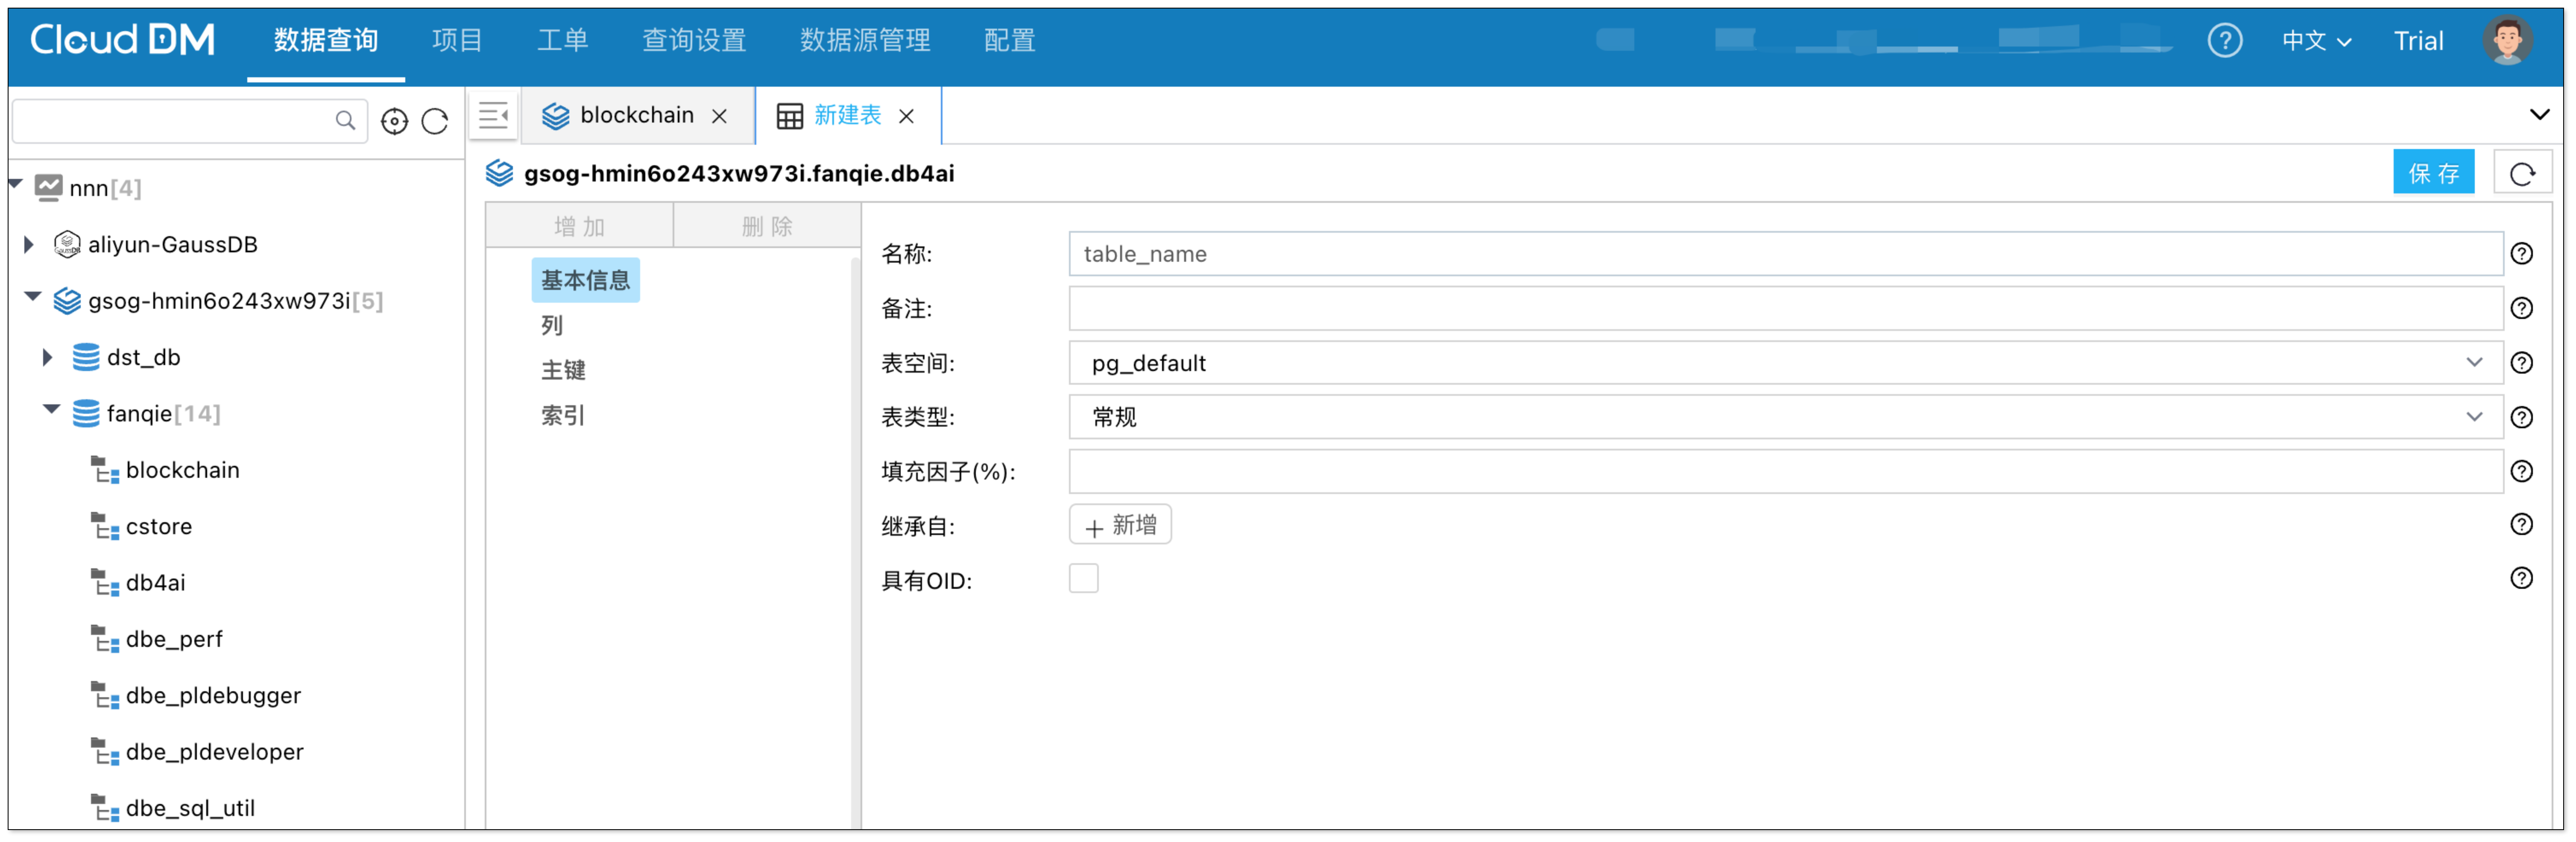 Cloud DM 数据查询 项目 工单 查询设置 数据源管理 配置 ? 中文 Trial
blockchain 新建表
nnn[4]
aliyun-GaussDB
gsog-hmin6o243xw973i[5]
dst_db
fanqie[14]
blockchain
cstore
db4ai
dbe_perf
dbe_pldebugger
dbe_pldeveloper
dbe_sql_util
gsog-hmin6o243xw973i.fanqie.db4ai 保存
增加 删除
基本信息
列
主键
索引
名称: table_name ?
备注: ?
表空间: pg_default ?
表类型: 常规 ?
填充因子(%): ?
继承自: + 新增 ?
具有OID: ?